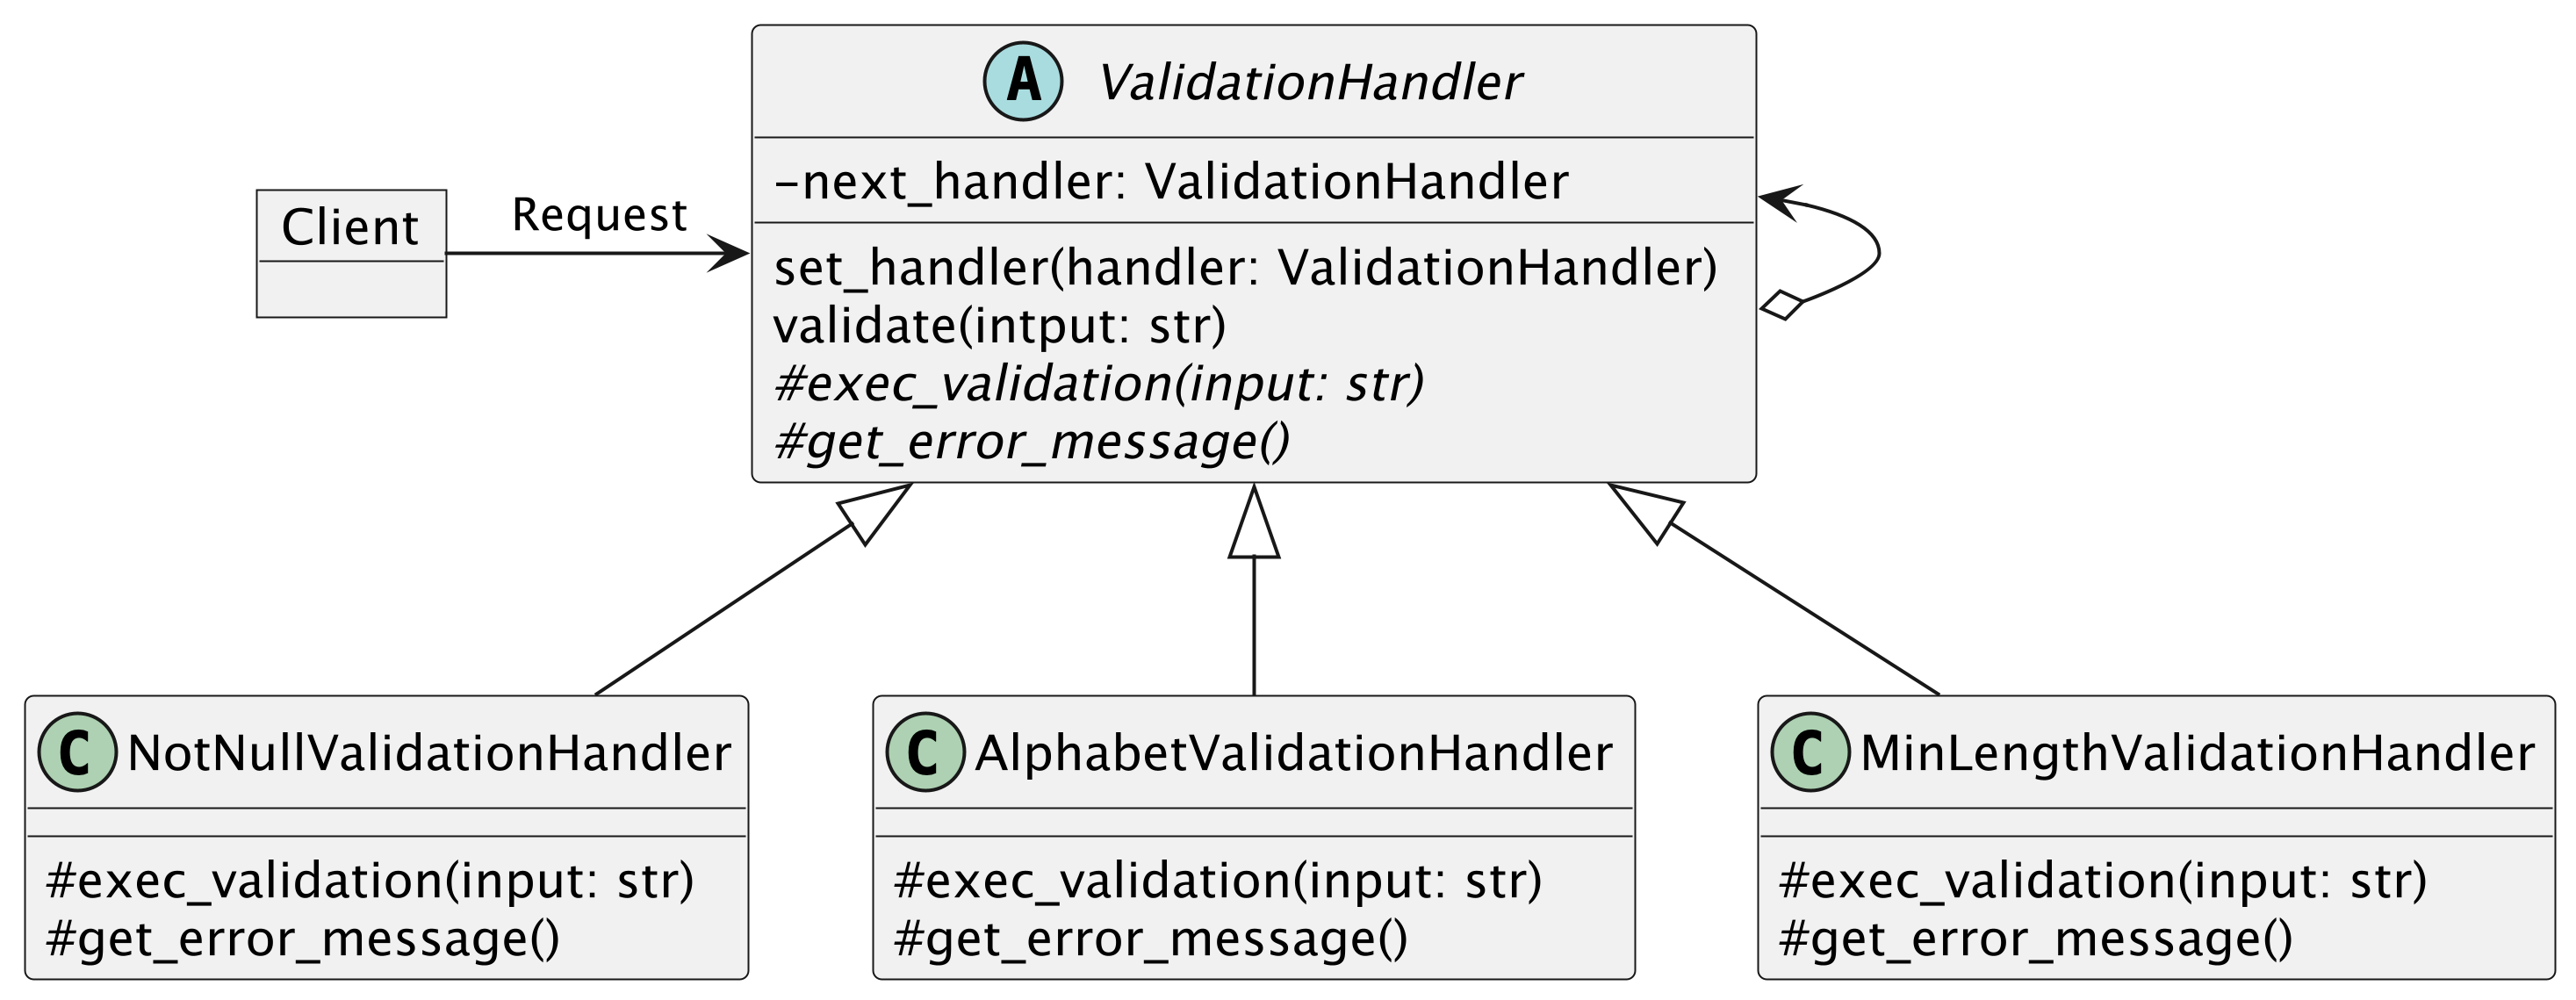 A ValidationHandler
-next_handler: ValidationHandler
set_handler(handler: ValidationHandler)
validate(intput: str)
#exec_validation(input: str)
#get_error_message()
Client
Request
C NotNullValidationHandler
#exec_validation(input: str)
#get_error_message()
C AlphabetValidationHandler
#exec_validation(input: str)
#get_error_message()
C MinLengthValidationHandler
#exec_validation(input: str)
#get_error_message()